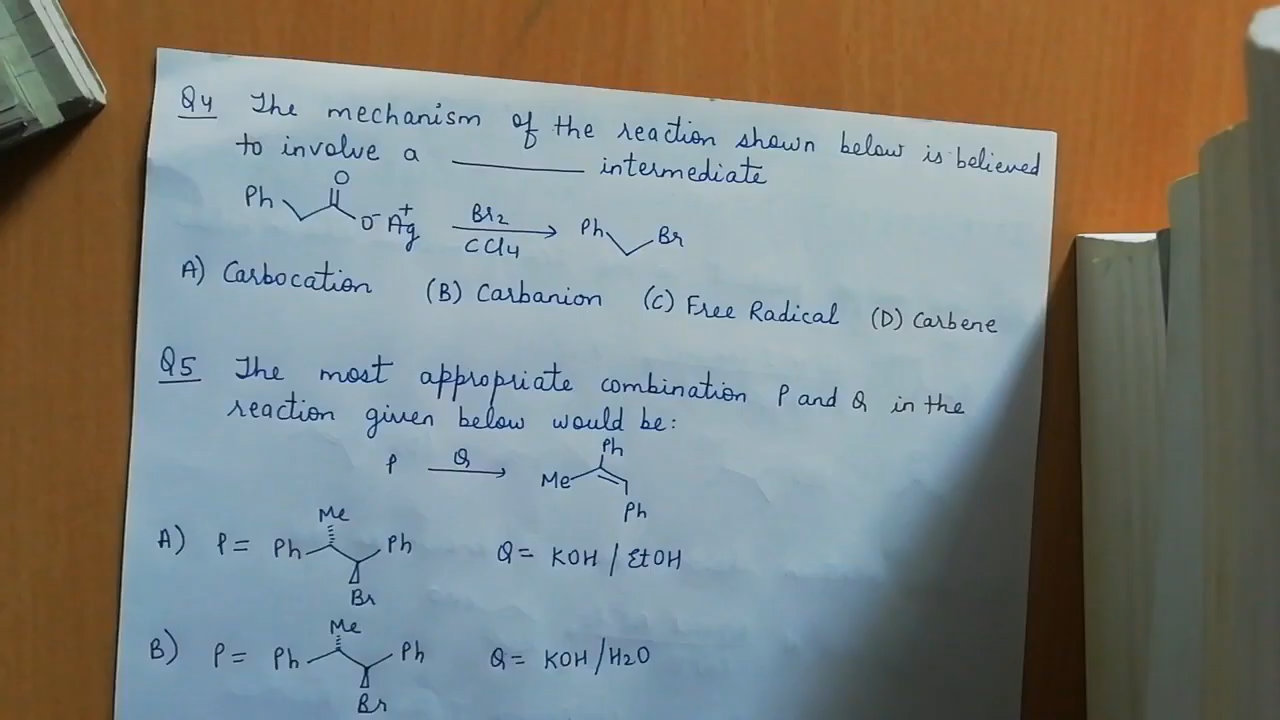 Q4 The mechanism of the reaction shown below is believed
to involve a ______ intermediate
Ph O O⁻ Ag⁺ Br2 CCl4 Ph Br
A) Carbocation (B) Carbanion (C) Free Radical (D) Carbene
Q5 The most appropriate combination P and Q in the
reaction given below would be:
P Q Me Ph Ph
A) P= Ph Me Ph Br Q= KOH / EtOH
B) P= Ph Me Ph Br Q= KOH / H2O